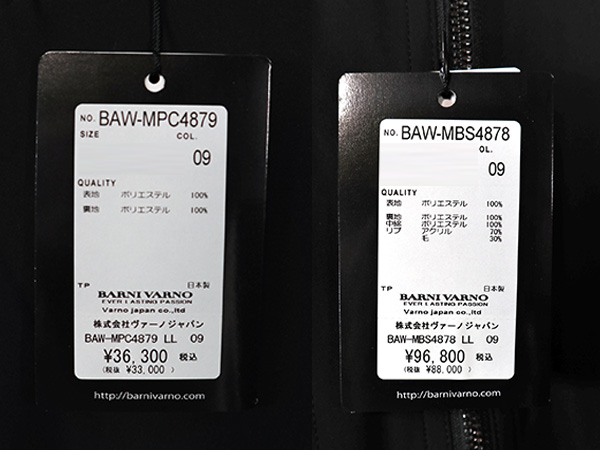 NO. BAW-MPC4879
SIZE COL.
09
QUALITY
表地 ポリエステル 100%
裏地 ポリエステル 100%
TP 日本製
BARNI VARNO
EVER LASTING PASSION
Varno japan co.,ltd
株式会社ヴァーノジャパン
BAW-MPC4879 LL 09
¥36,300 税込
(税抜 ¥33,000 )
http://barnivarno.com
NO. BAW-MBS4878
OL.
09
QUALITY
表地 ポリエステル 100%
裏地 ポリエステル 100%
中綿 ポリエステル 100%
リブ アクリル 70%
毛 30%
TP 日本製
BARNI VARNO
EVER LASTING PASSION
Varno japan co.,ltd
株式会社ヴァーノジャパン
BAW-MBS4878 LL 09
¥96,800 税込
(税抜 ¥88,000 )
http://barnivarno.com